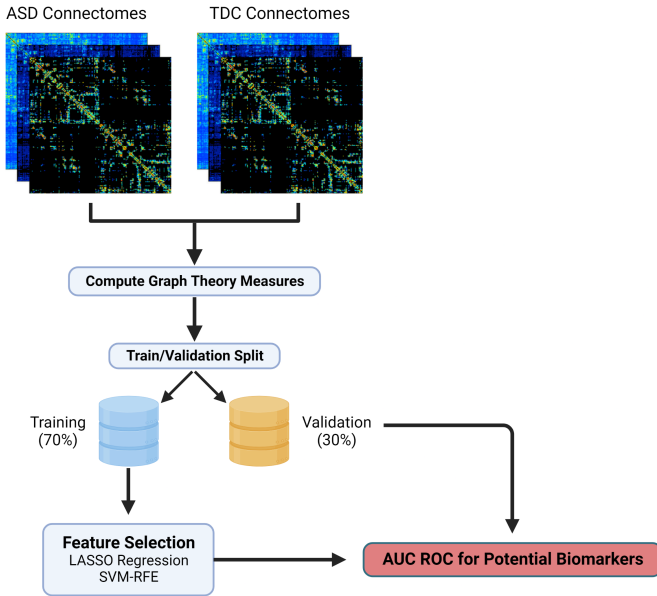 ASD Connectomes
TDC Connectomes
Compute Graph Theory Measures
Train/Validation Split
Training
(70%)
Validation
(30%)
Feature Selection
LASSO Regression
SVM-RFE
AUC ROC for Potential Biomarkers